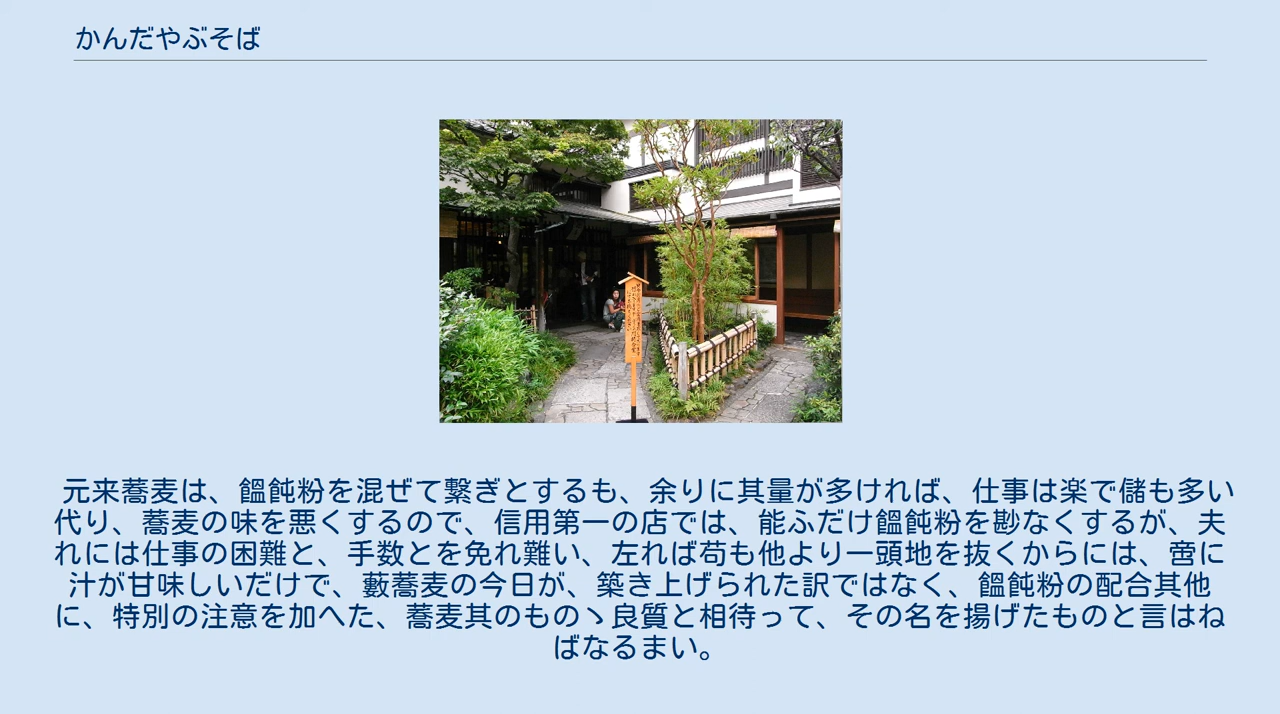 かんだやぶそば
元来蕎麦は、饂飩粉を混ぜて繋ぎとするも、余りに其量が多ければ、仕事は楽で儲も多い
代り、蕎麦の味を悪くするので、信用第一の店では、能ふだけ饂飩粉を尠なくするが、夫
れには仕事の困難と、手数とを免れ難い、左れば苟も他より一頭地を抜くからには、啻に
汁が甘味しいだけで、藪蕎麦の今日が、築き上げられた訳ではなく、饂飩粉の配合其他
に、特別の注意を加へた、蕎麦其のものゝ良質と相待って、その名を揚げたものと言はね
ばなるまい。